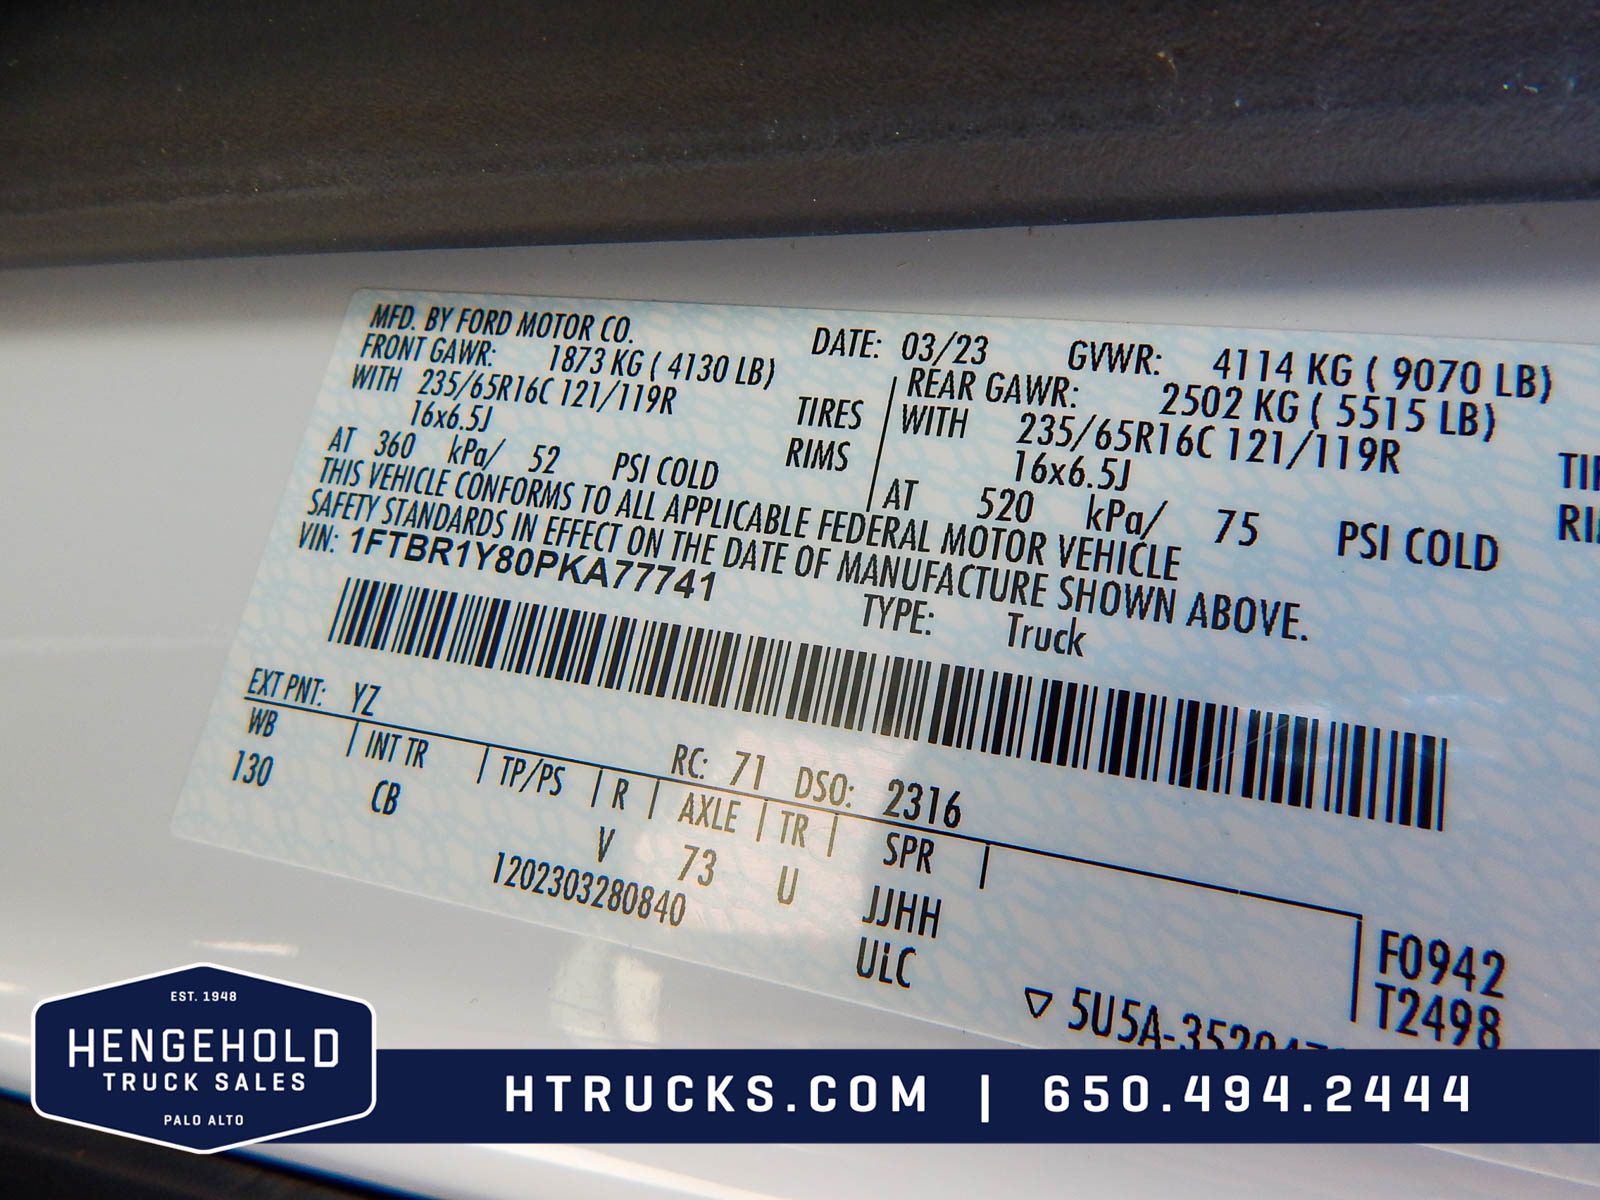 MFD. BY FORD MOTOR CO. DATE: 03/23 GVWR: 4114 KG ( 9070 LB)
FRONT GAWR: 1873 KG ( 4130 LB) REAR GAWR: 2502 KG ( 5515 LB)
WITH 235/65R16C 121/119R TIRES WITH 235/65R16C 121/119R
16x6.5J RIMS 16x6.5J
AT 360 kPa/ 52 PSI COLD AT 520 kPa/ 75 PSI COLD
THIS VEHICLE CONFORMS TO ALL APPLICABLE FEDERAL MOTOR VEHICLE
SAFETY STANDARDS IN EFFECT ON THE DATE OF MANUFACTURE SHOWN ABOVE.
VIN: 1FTBR1Y80PKA77741
TYPE: Truck
EXT PNT: YZ RC: 71 DSO: 2316
WB | INT TR | TP/PS | R | AXLE | TR | SPR |
130 CB V 73 U JJHH
1202303280840 UiC
F0942
T2498
▽ 5U5A-
EST. 1948
HENGEHOLD
TRUCK SALES
PALO ALTO
HTRUCKS.COM | 650.494.2444